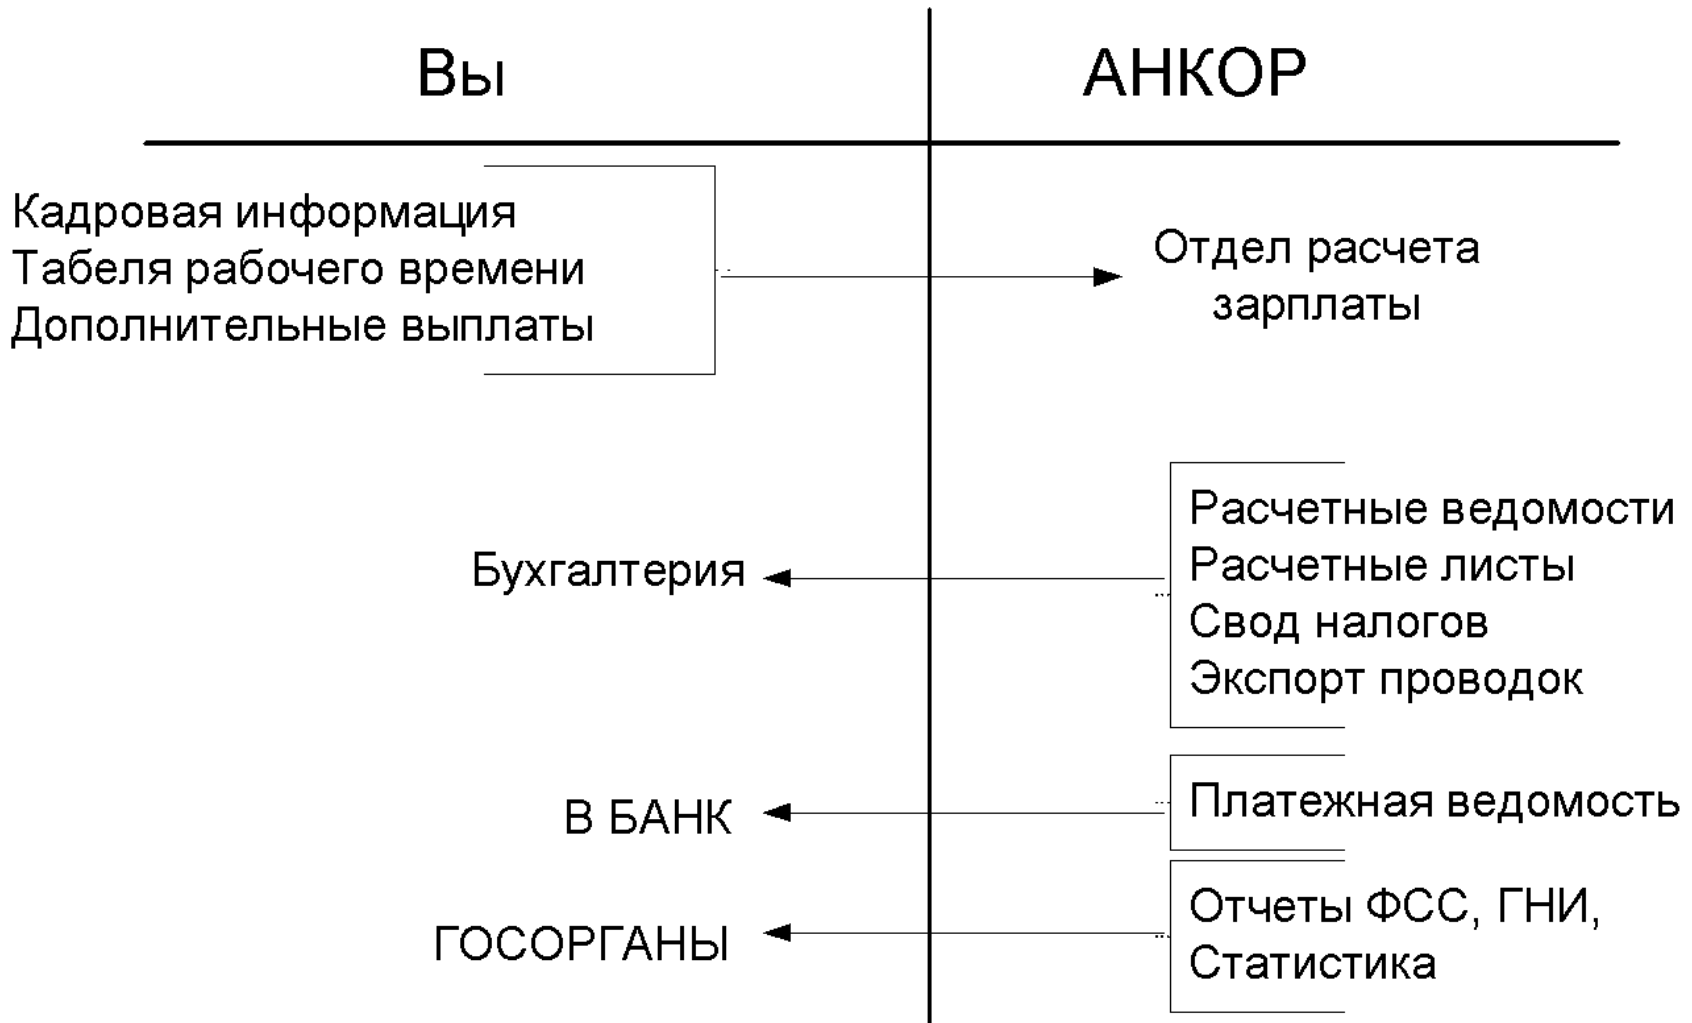 Вы
АНКОР
Кадровая информация
Табеля рабочего времени
Дополнительные выплаты
Отдел расчета
зарплаты
Бухгалтерия
Расчетные ведомости
Расчетные листы
Свод налогов
Экспорт проводок
В БАНК
Платежная ведомость
ГОСОРГАНЫ
Отчеты ФСС, ГНИ,
Статистика